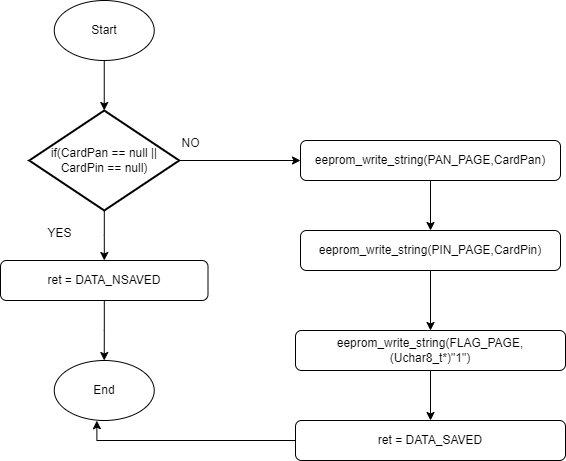 Start
if(CardPan == null ||
CardPin == null)
NO
eeprom_write_string(PAN_PAGE,CardPan)
YES
eeprom_write_string(PIN_PAGE,CardPin)
ret = DATA_NSAVED
eeprom_write_string(FLAG_PAGE,
(Uchar8_t*)"1")
End
ret = DATA_SAVED